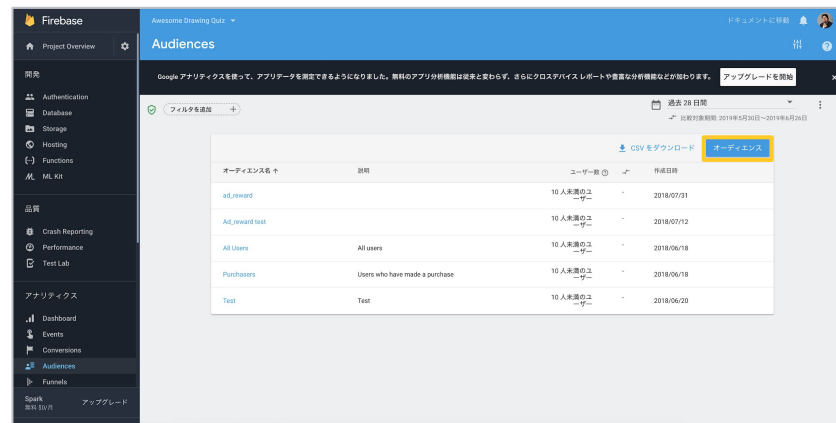 Firebase
Awesome Drawing Quiz
ドキュメントに移動
Project Overview
Audiences
開発
Google アナリティクスを使って、アプリデータを測定できるようになりました。無料のアプリ分析機能は従来と変わらず、さらにクロスデバイス レポートや豊富な分析機能などが加わります。
アップグレードを開始
Authentication
Database
Storage
Hosting
Functions
ML Kit
フィルタを追加
過去 28 日間
比較対象期間: 2019年5月30日～2019年6月26日
CSV をダウンロード
オーディエンス
オーディエンス名
説明
ユーザー数
作成日時
ad_reward
10 人未満のユ
ーザー
-
2018/07/31
Ad_reward test
10 人未満のユ
ーザー
-
2018/07/12
All Users
All users
10 人未満のユ
ーザー
-
2018/06/18
Purchasers
Users who have made a purchase
10 人未満のユ
ーザー
-
2018/06/18
Test
Test
10 人未満のユ
ーザー
-
2018/06/20
品質
Crash Reporting
Performance
Test Lab
アナリティクス
Dashboard
Events
Conversions
Audiences
Funnels
Spark
無料 $0/月
アップグレード